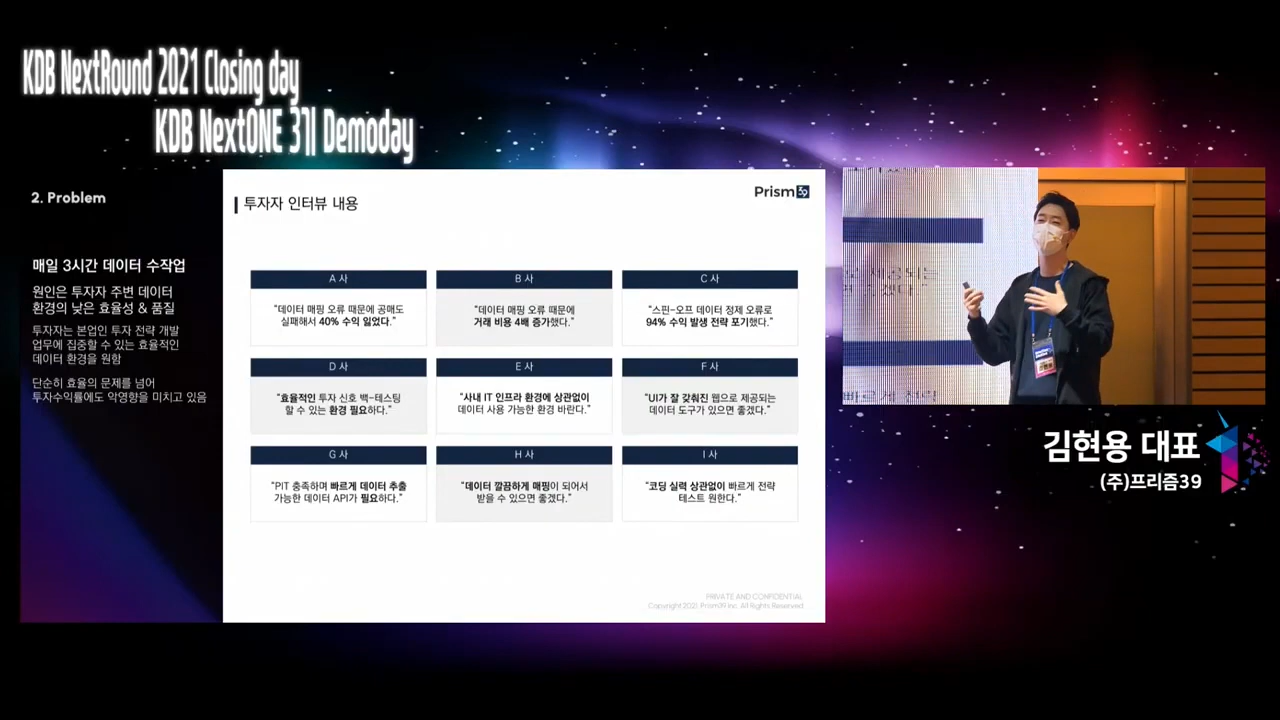 KDB NextRound 2021 Closing day
KDB NextONE 3기 Demoday
2. Problem
매일 3시간 데이터 수작업
원인은 투자자 주변 데이터
환경의 낮은 효율성 & 품질
투자자는 본업인 투자 전략 개발
업무에 집중할 수 있는 효율적인
데이터 환경을 원함
단순히 효율의 문제를 넘어
투자수익률에도 악영향을 미치고 있음
투자자 인터뷰 내용
Prism39
A 사
"데이터 매핑 오류 때문에 공매도
실패해서 40% 수익 잃었다."
B 사
"데이터 매핑 오류 때문에
거래 비용 4배 증가했다."
C 사
"스핀-오프 데이터 정제 오류로
94% 수익 발생 전략 포기했다."
D 사
"효율적인 투자 신호 백-테스팅
할 수 있는 환경 필요하다."
E 사
"사내 IT 인프라 환경에 상관없이
데이터 사용 가능한 환경 바란다."
F 사
"UI가 잘 갖춰진 웹으로 제공되는
데이터 도구가 있으면 좋겠다."
G 사
"PIT 충족하며 빠르게 데이터 추출
가능한 데이터 API가 필요하다."
H 사
"데이터 깔끔하게 매핑이 되어서
받을 수 있으면 좋겠다."
I 사
"코딩 실력 상관없이 빠르게 전략
테스트 원한다."
PRIVATE AND CONFIDENTIAL
Copyright 2021. Prism39 Inc. All Rights Reserved
김현용 대표
(주)프리즘39